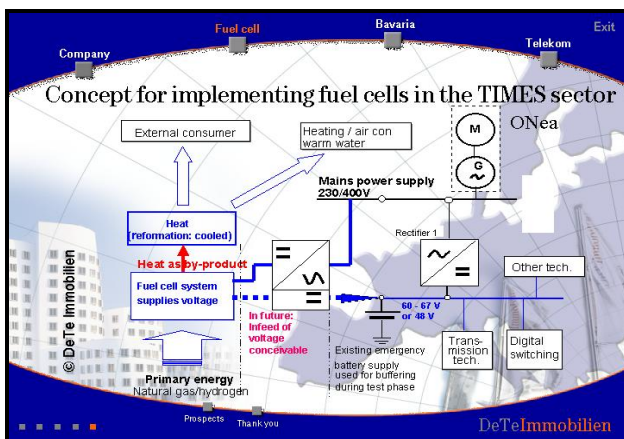 Exit
Bavaria
Fuel cell
Company
Telekom
Concept for implementing fuel cells in the TIMES sector
ONea
External consumer
Heating / air con
warm water
M
G
Mains power supply
230/400V
Heat
(reformation: cooled)
Rectifier 1
Heat as by-product
Fuel cell system
supplies voltage
Other tech.
In future:
Infeed of
voltage
conceivable
60 - 67 V
or 48 V
Existing emergency
battery supply
used for buffering
during test phase
Trans-
mission
tech.
Digital
switching
Primary energy
Natural gas/hydrogen
© DeTe Immobilien
Prospects
Thank you
DeTeImmobilien